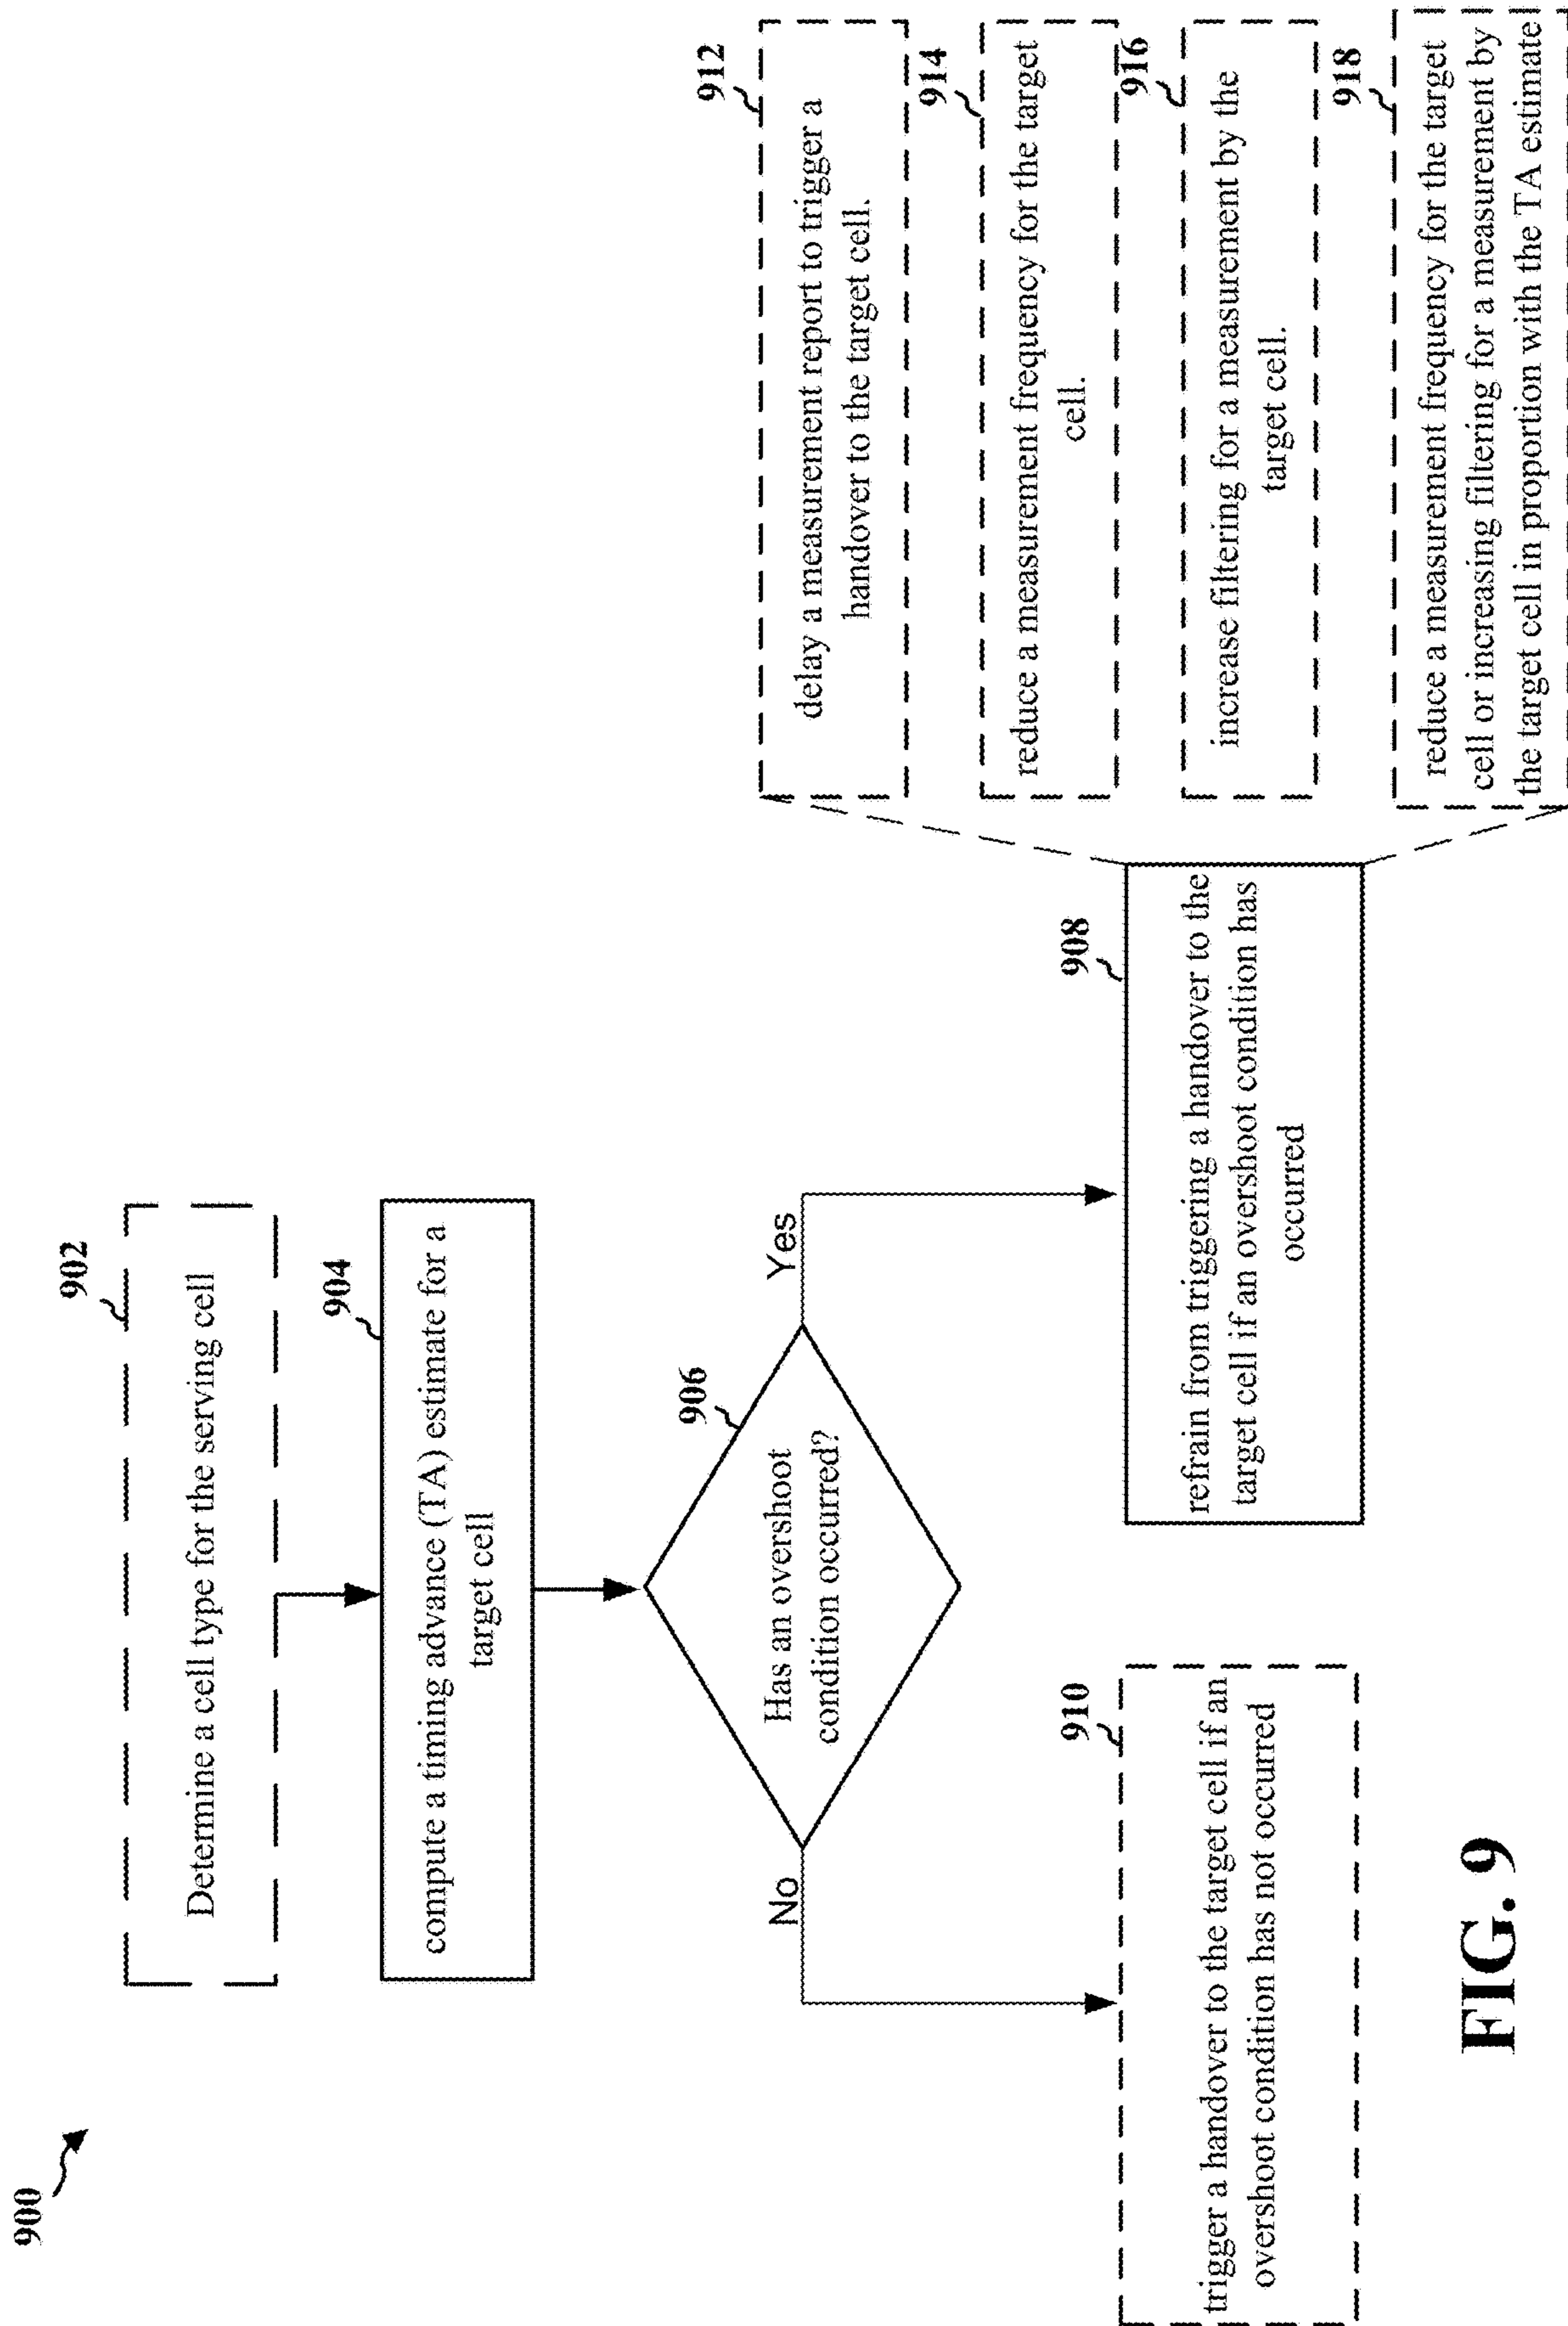 900
902
Determine a cell type for the serving cell
904
compute a timing advance (TA) estimate for a
target cell
906
Has an overshoot
condition occurred?
No
Yes
910
trigger a handover to the target cell if an
overshoot condition has not occurred
908
refrain from triggering a handover to the
target cell if an overshoot condition has
occurred
912
delay a measurement report to trigger a
handover to the target cell.
914
reduce a measurement frequency for the target
cell.
916
increase filtering for a measurement by the
target cell.
918
reduce a measurement frequency for the target
cell or increasing filtering for a measurement by
the target cell in proportion with the TA estimate
FIG. 9